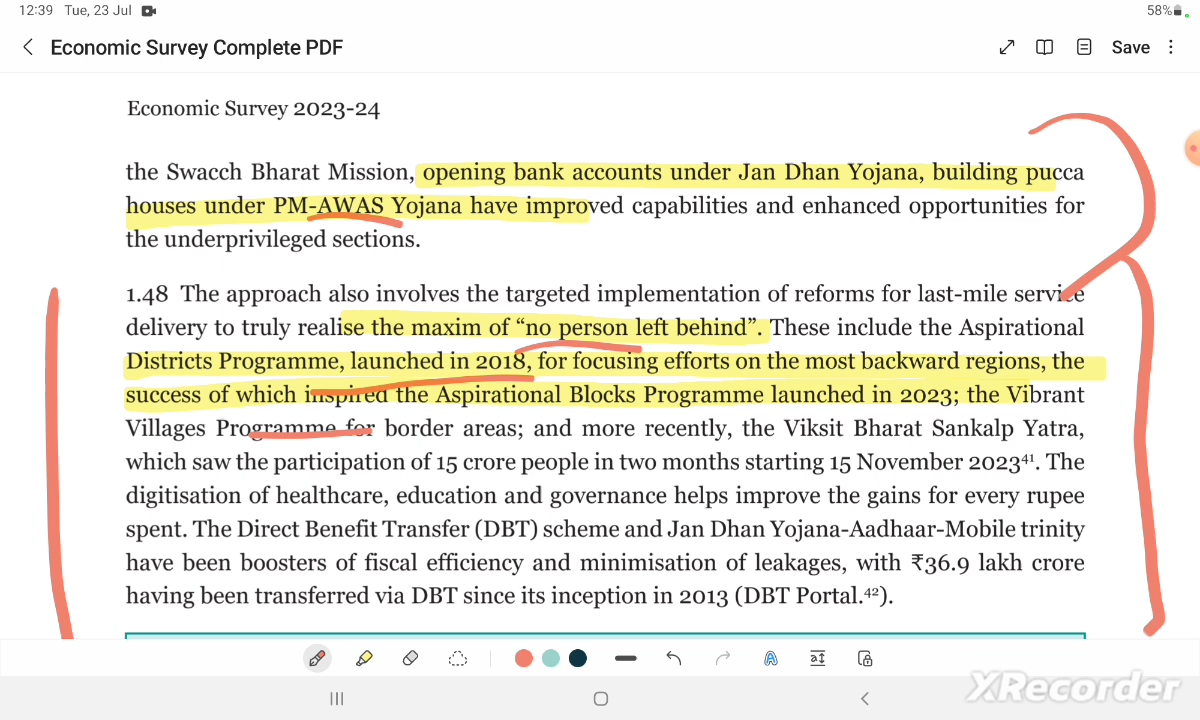 12:39 Tue, 23 Jul
58%
Economic Survey Complete PDF
Save
Economic Survey 2023-24
the Swacch Bharat Mission, opening bank accounts under Jan Dhan Yojana, building pucca
houses under PM-AWAS Yojana have improved capabilities and enhanced opportunities for
the underprivileged sections.
1.48 The approach also involves the targeted implementation of reforms for last-mile service
delivery to truly realise the maxim of “no person left behind”. These include the Aspirational
Districts Programme, launched in 2018, for focusing efforts on the most backward regions, the
success of which inspired the Aspirational Blocks Programme launched in 2023; the Vibrant
Villages Programme for border areas; and more recently, the Viksit Bharat Sankalp Yatra,
which saw the participation of 15 crore people in two months starting 15 November 2023⁴¹. The
digitisation of healthcare, education and governance helps improve the gains for every rupee
spent. The Direct Benefit Transfer (DBT) scheme and Jan Dhan Yojana-Aadhaar-Mobile trinity
have been boosters of fiscal efficiency and minimisation of leakages, with ₹36.9 lakh crore
having been transferred via DBT since its inception in 2013 (DBT Portal.⁴²).
XRecorder